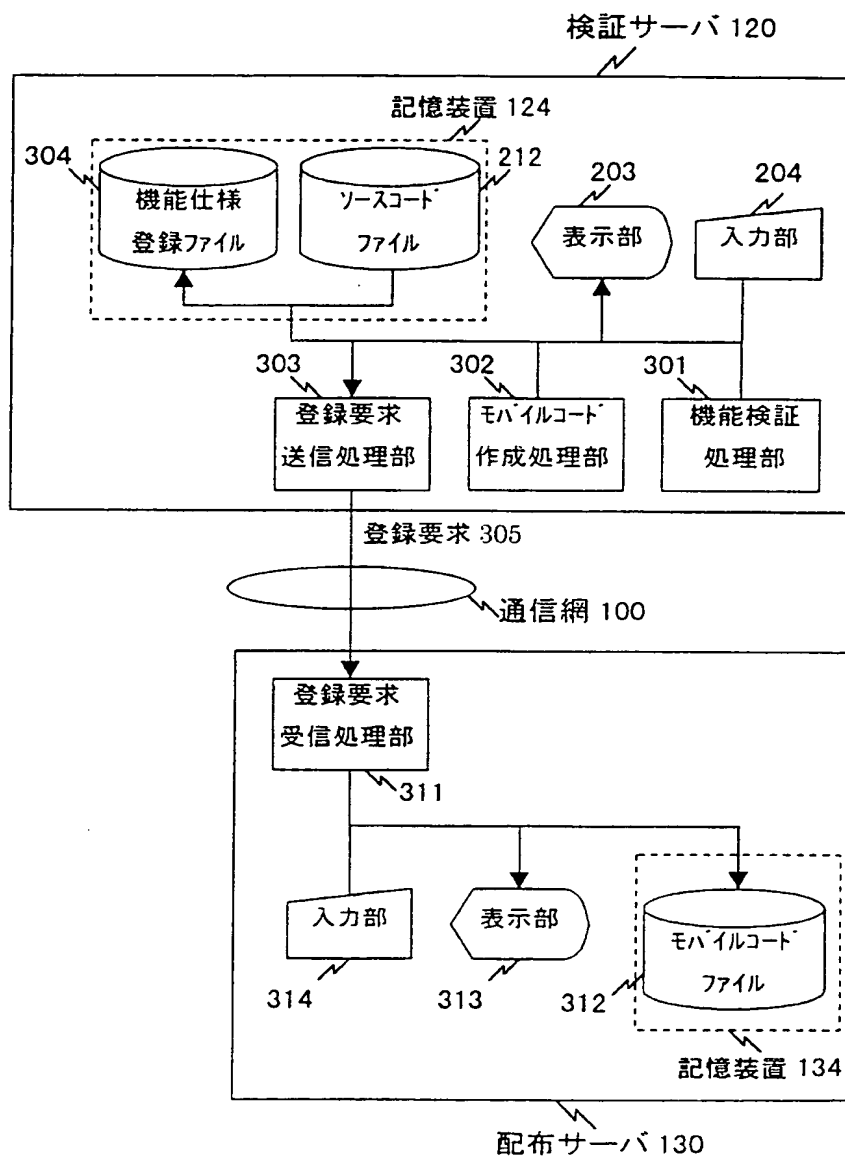 検証サーバ 120
記憶装置 124
304
機能仕様
登録ファイル
ソースコード
ファイル
212
203
表示部
204
入力部
303
登録要求
送信処理部
302
モバイルコード
作成処理部
301
機能検証
処理部
登録要求 305
通信網 100
登録要求
受信処理部
311
入力部
314
表示部
313
モバイルコード
ファイル
312
記憶装置 134
配布サーバ 130